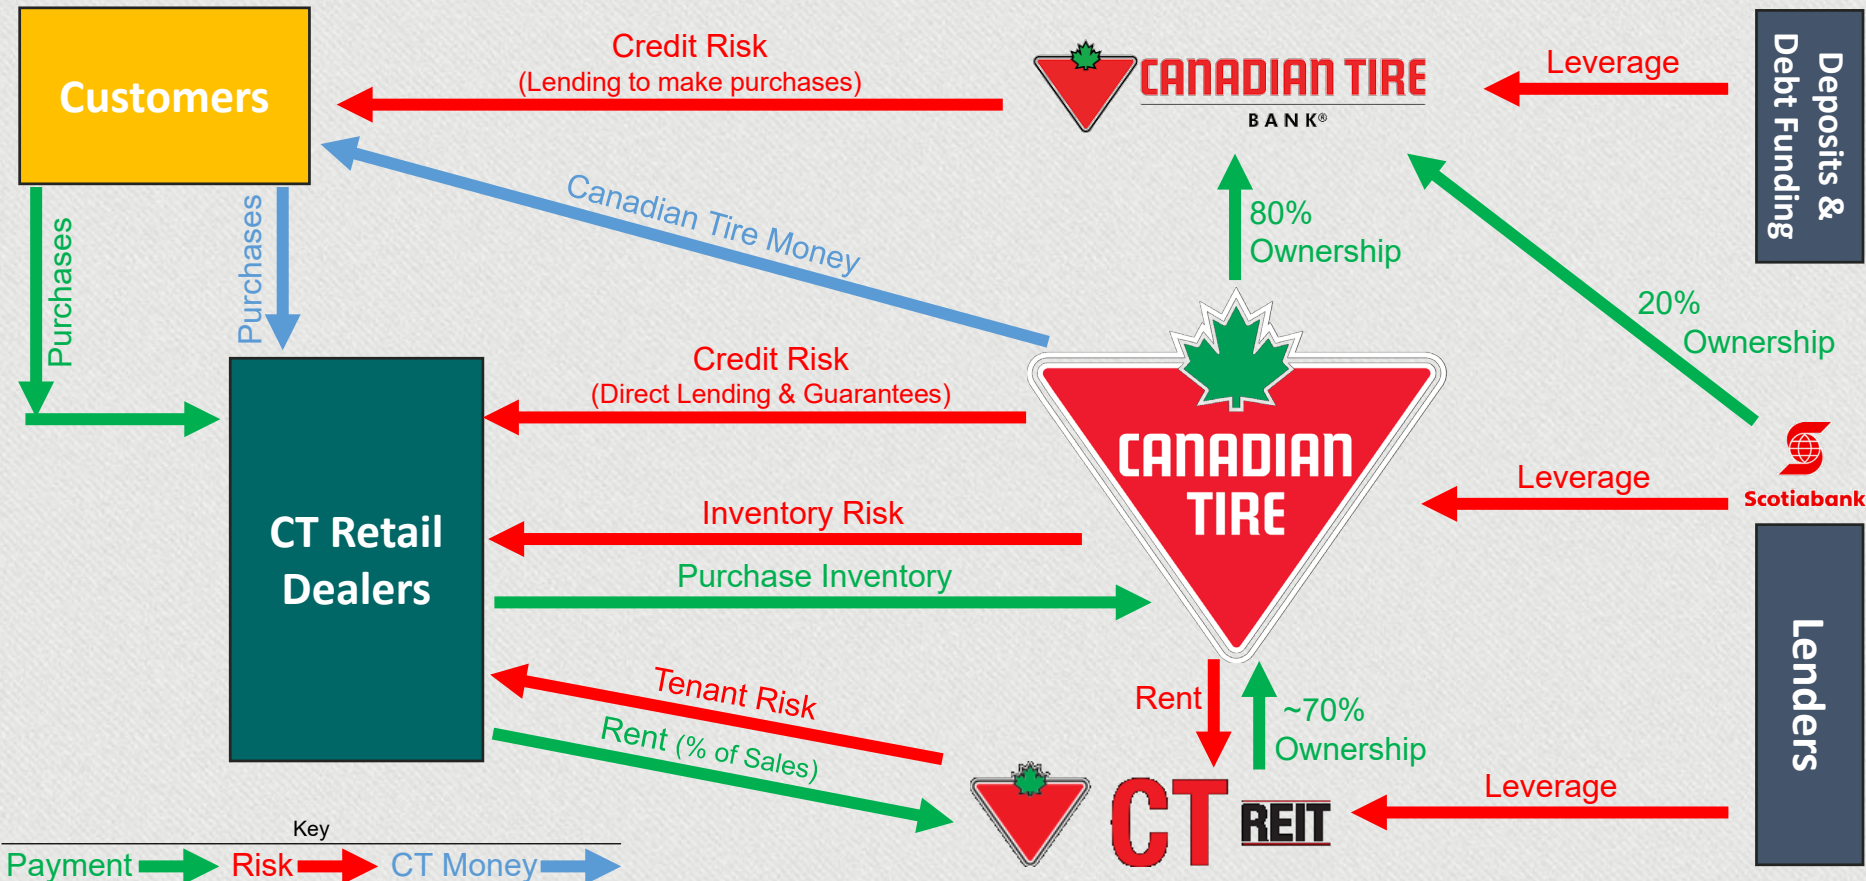 Customers
Credit Risk
(Lending to make purchases)
CANADIAN TIRE
BANK®
Leverage
Deposits &
Debt Funding
Purchases
Purchases
Canadian Tire Money
80%
Ownership
20%
Ownership
Credit Risk
(Direct Lending & Guarantees)
CANADIAN
TIRE
Leverage
Scotiabank
CT Retail
Dealers
Inventory Risk
Purchase Inventory
Lenders
Tenant Risk
Rent (% of Sales)
Rent
~70%
Ownership
CT REIT
Leverage
Key
Payment
Risk
CT Money